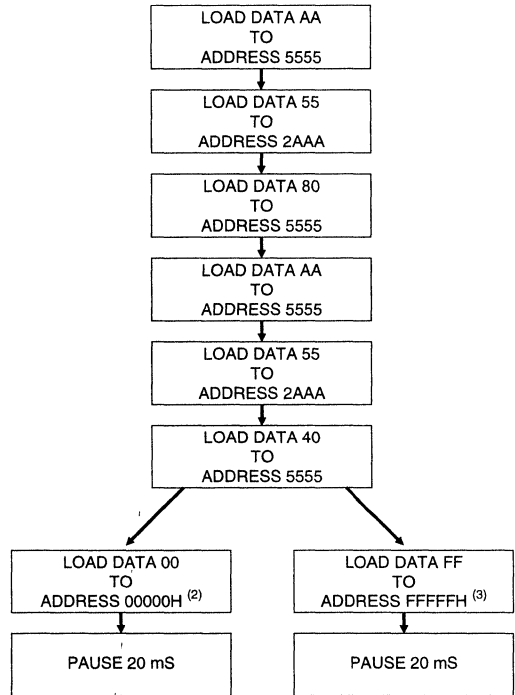 LOAD DATA AA
TO
ADDRESS 5555
LOAD DATA 55
TO
ADDRESS 2AAA
LOAD DATA 80
TO
ADDRESS 5555
LOAD DATA AA
TO
ADDRESS 5555
LOAD DATA 55
TO
ADDRESS 2AAA
LOAD DATA 40
TO
ADDRESS 5555
LOAD DATA 00
TO
ADDRESS 00000H (2)
PAUSE 20 mS
LOAD DATA FF
TO
ADDRESS FFFFFH (3)
PAUSE 20 mS